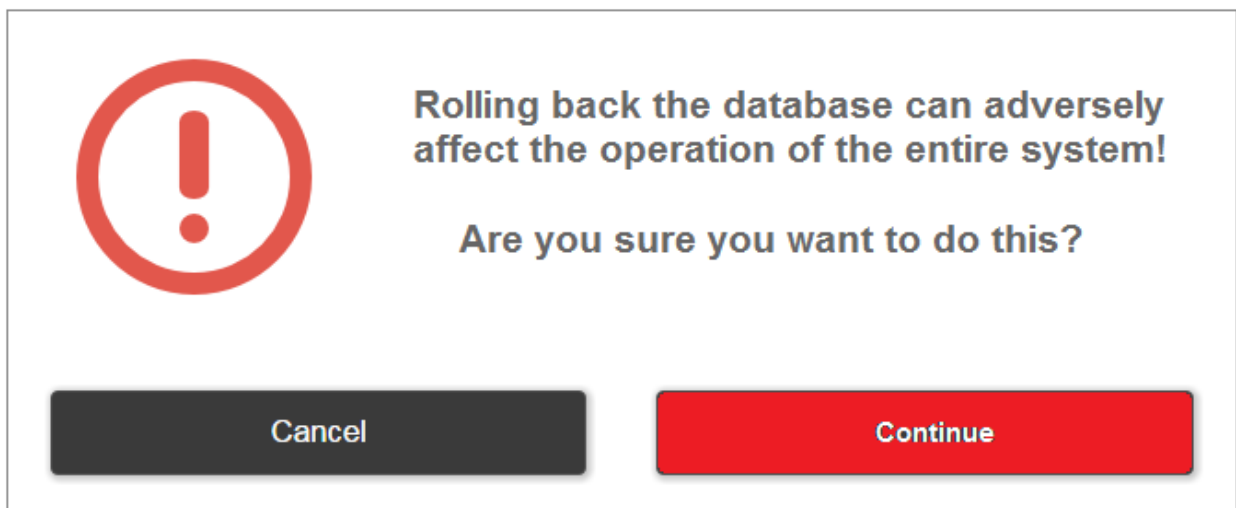 Rolling back the database can adversely
affect the operation of the entire system!
Are you sure you want to do this?
Cancel
Continue